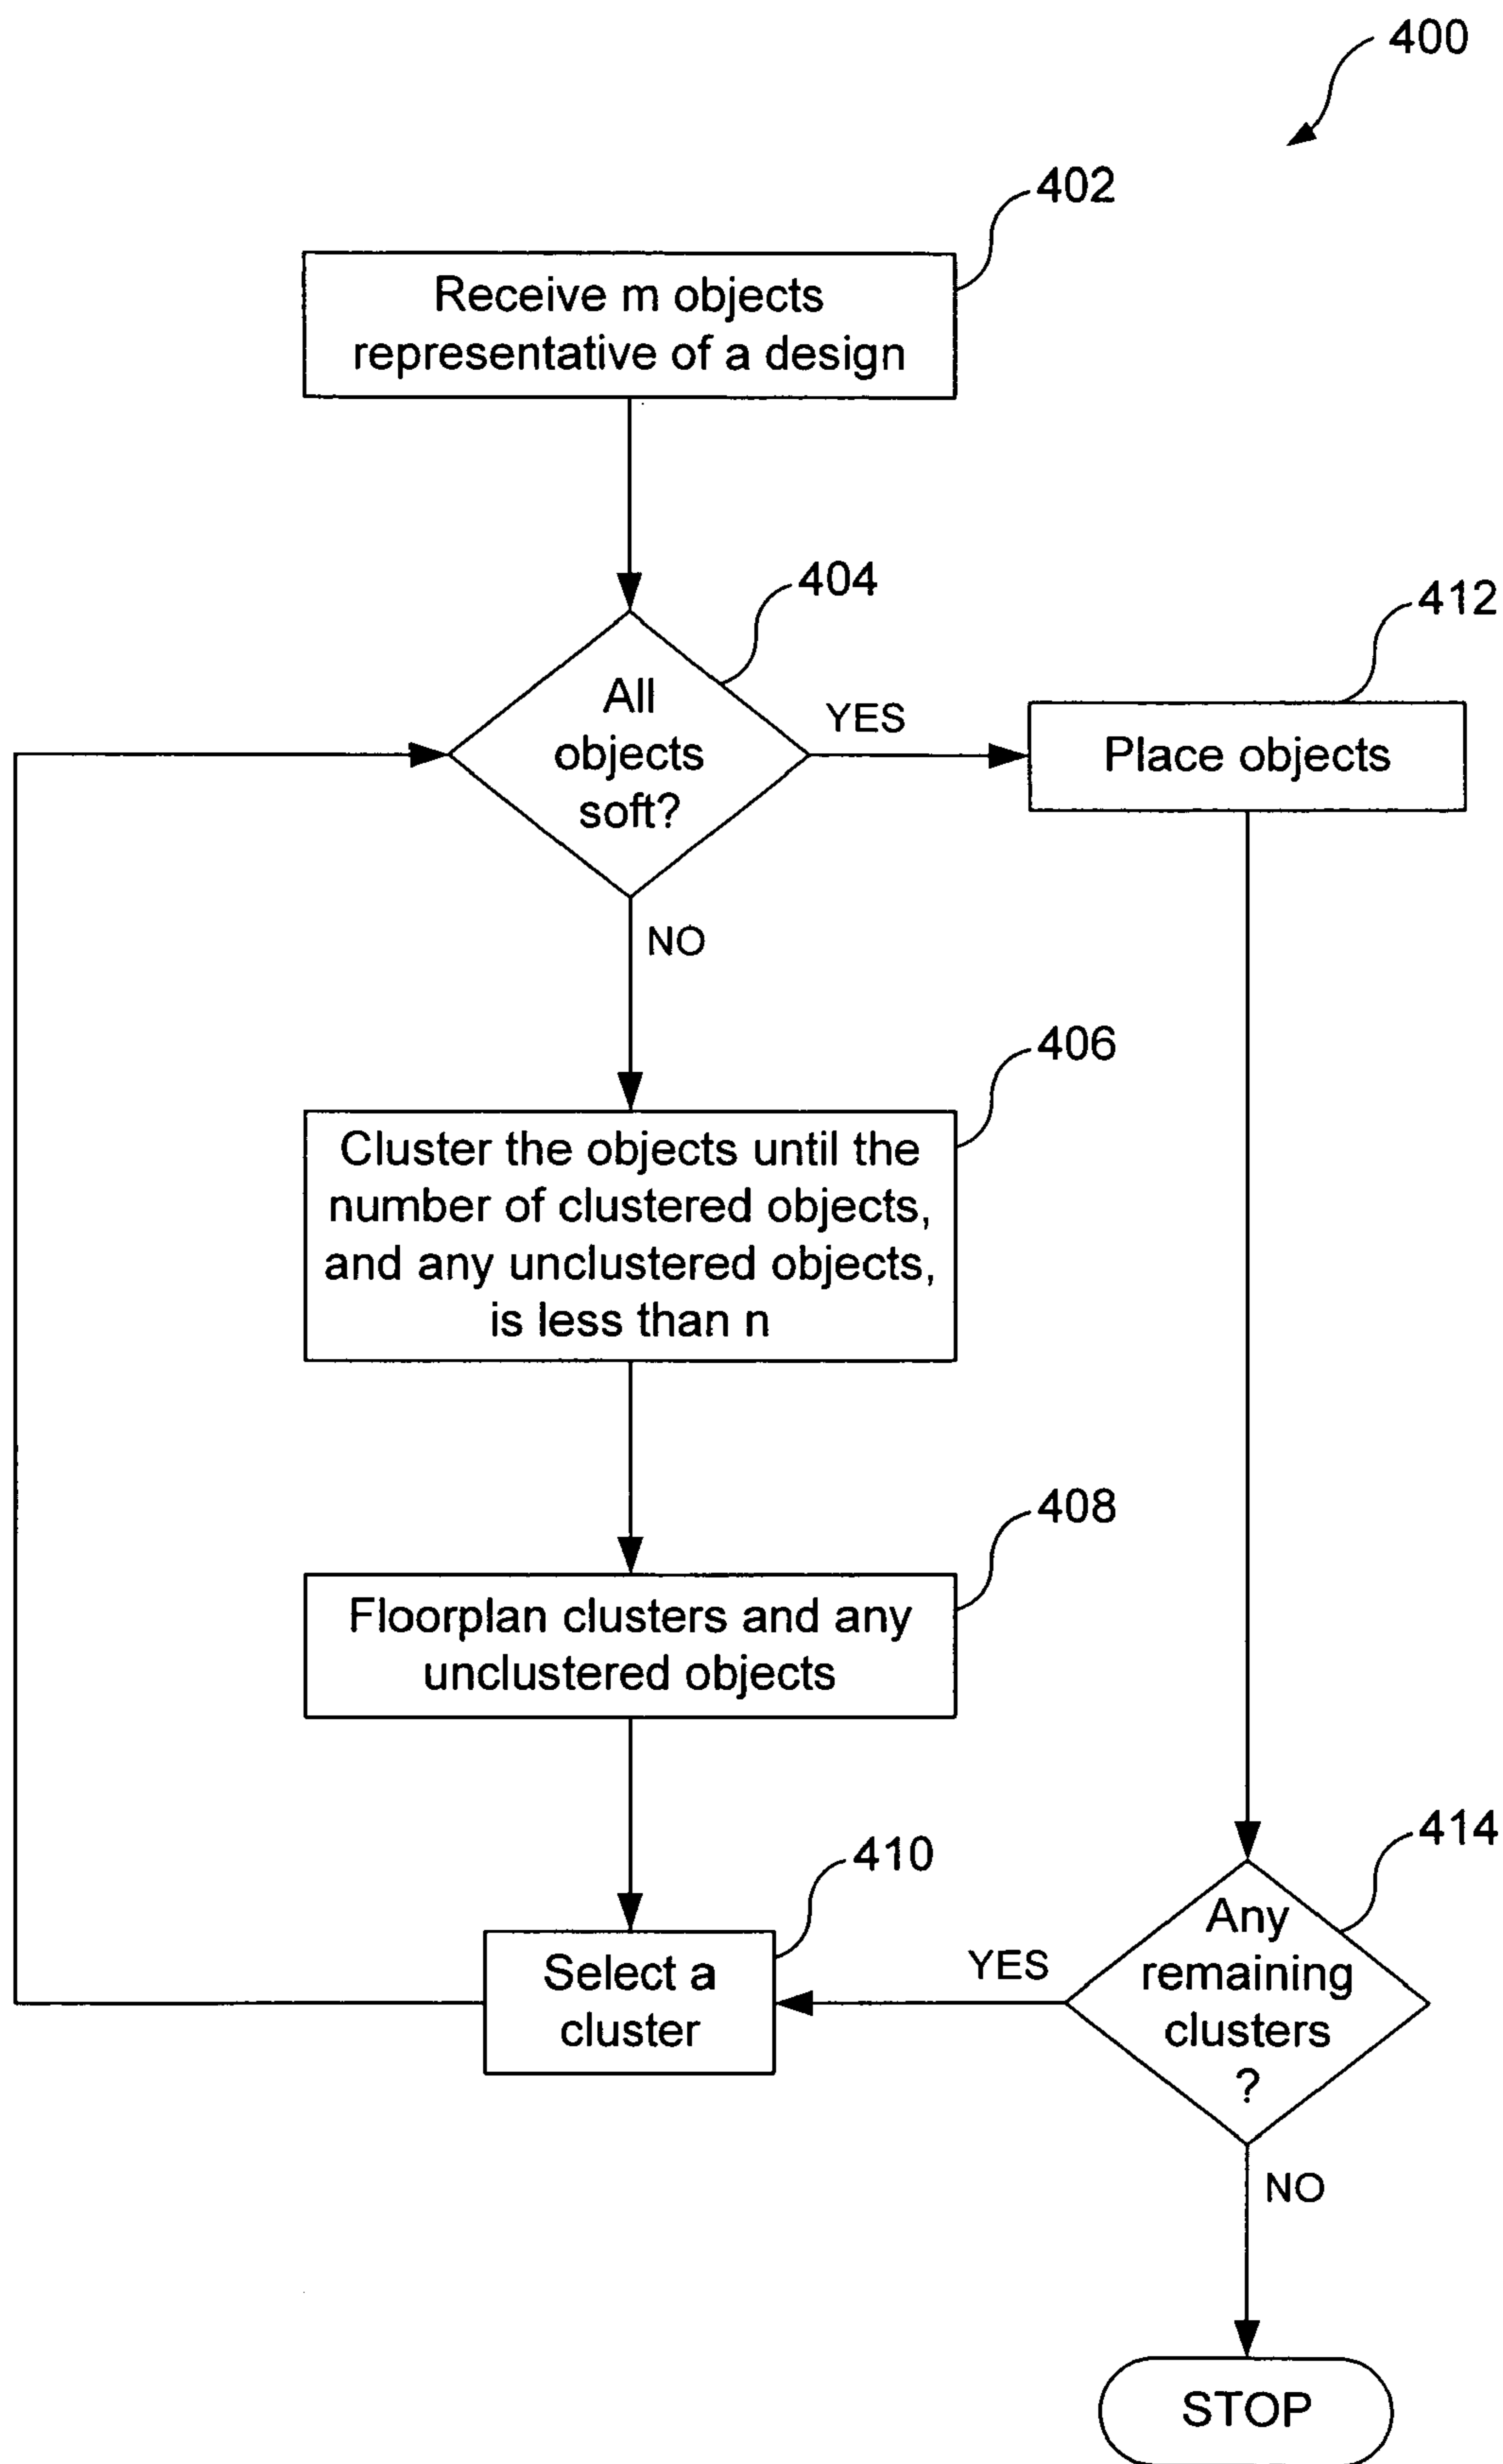 400
402
Receive m objects
representative of a design
404
All
objects
soft?
YES
412
Place objects
NO
406
Cluster the objects until the
number of clustered objects,
and any unclustered objects,
is less than n
408
Floorplan clusters and any
unclustered objects
410
Select a
cluster
YES
414
Any
remaining
clusters
?
NO
STOP